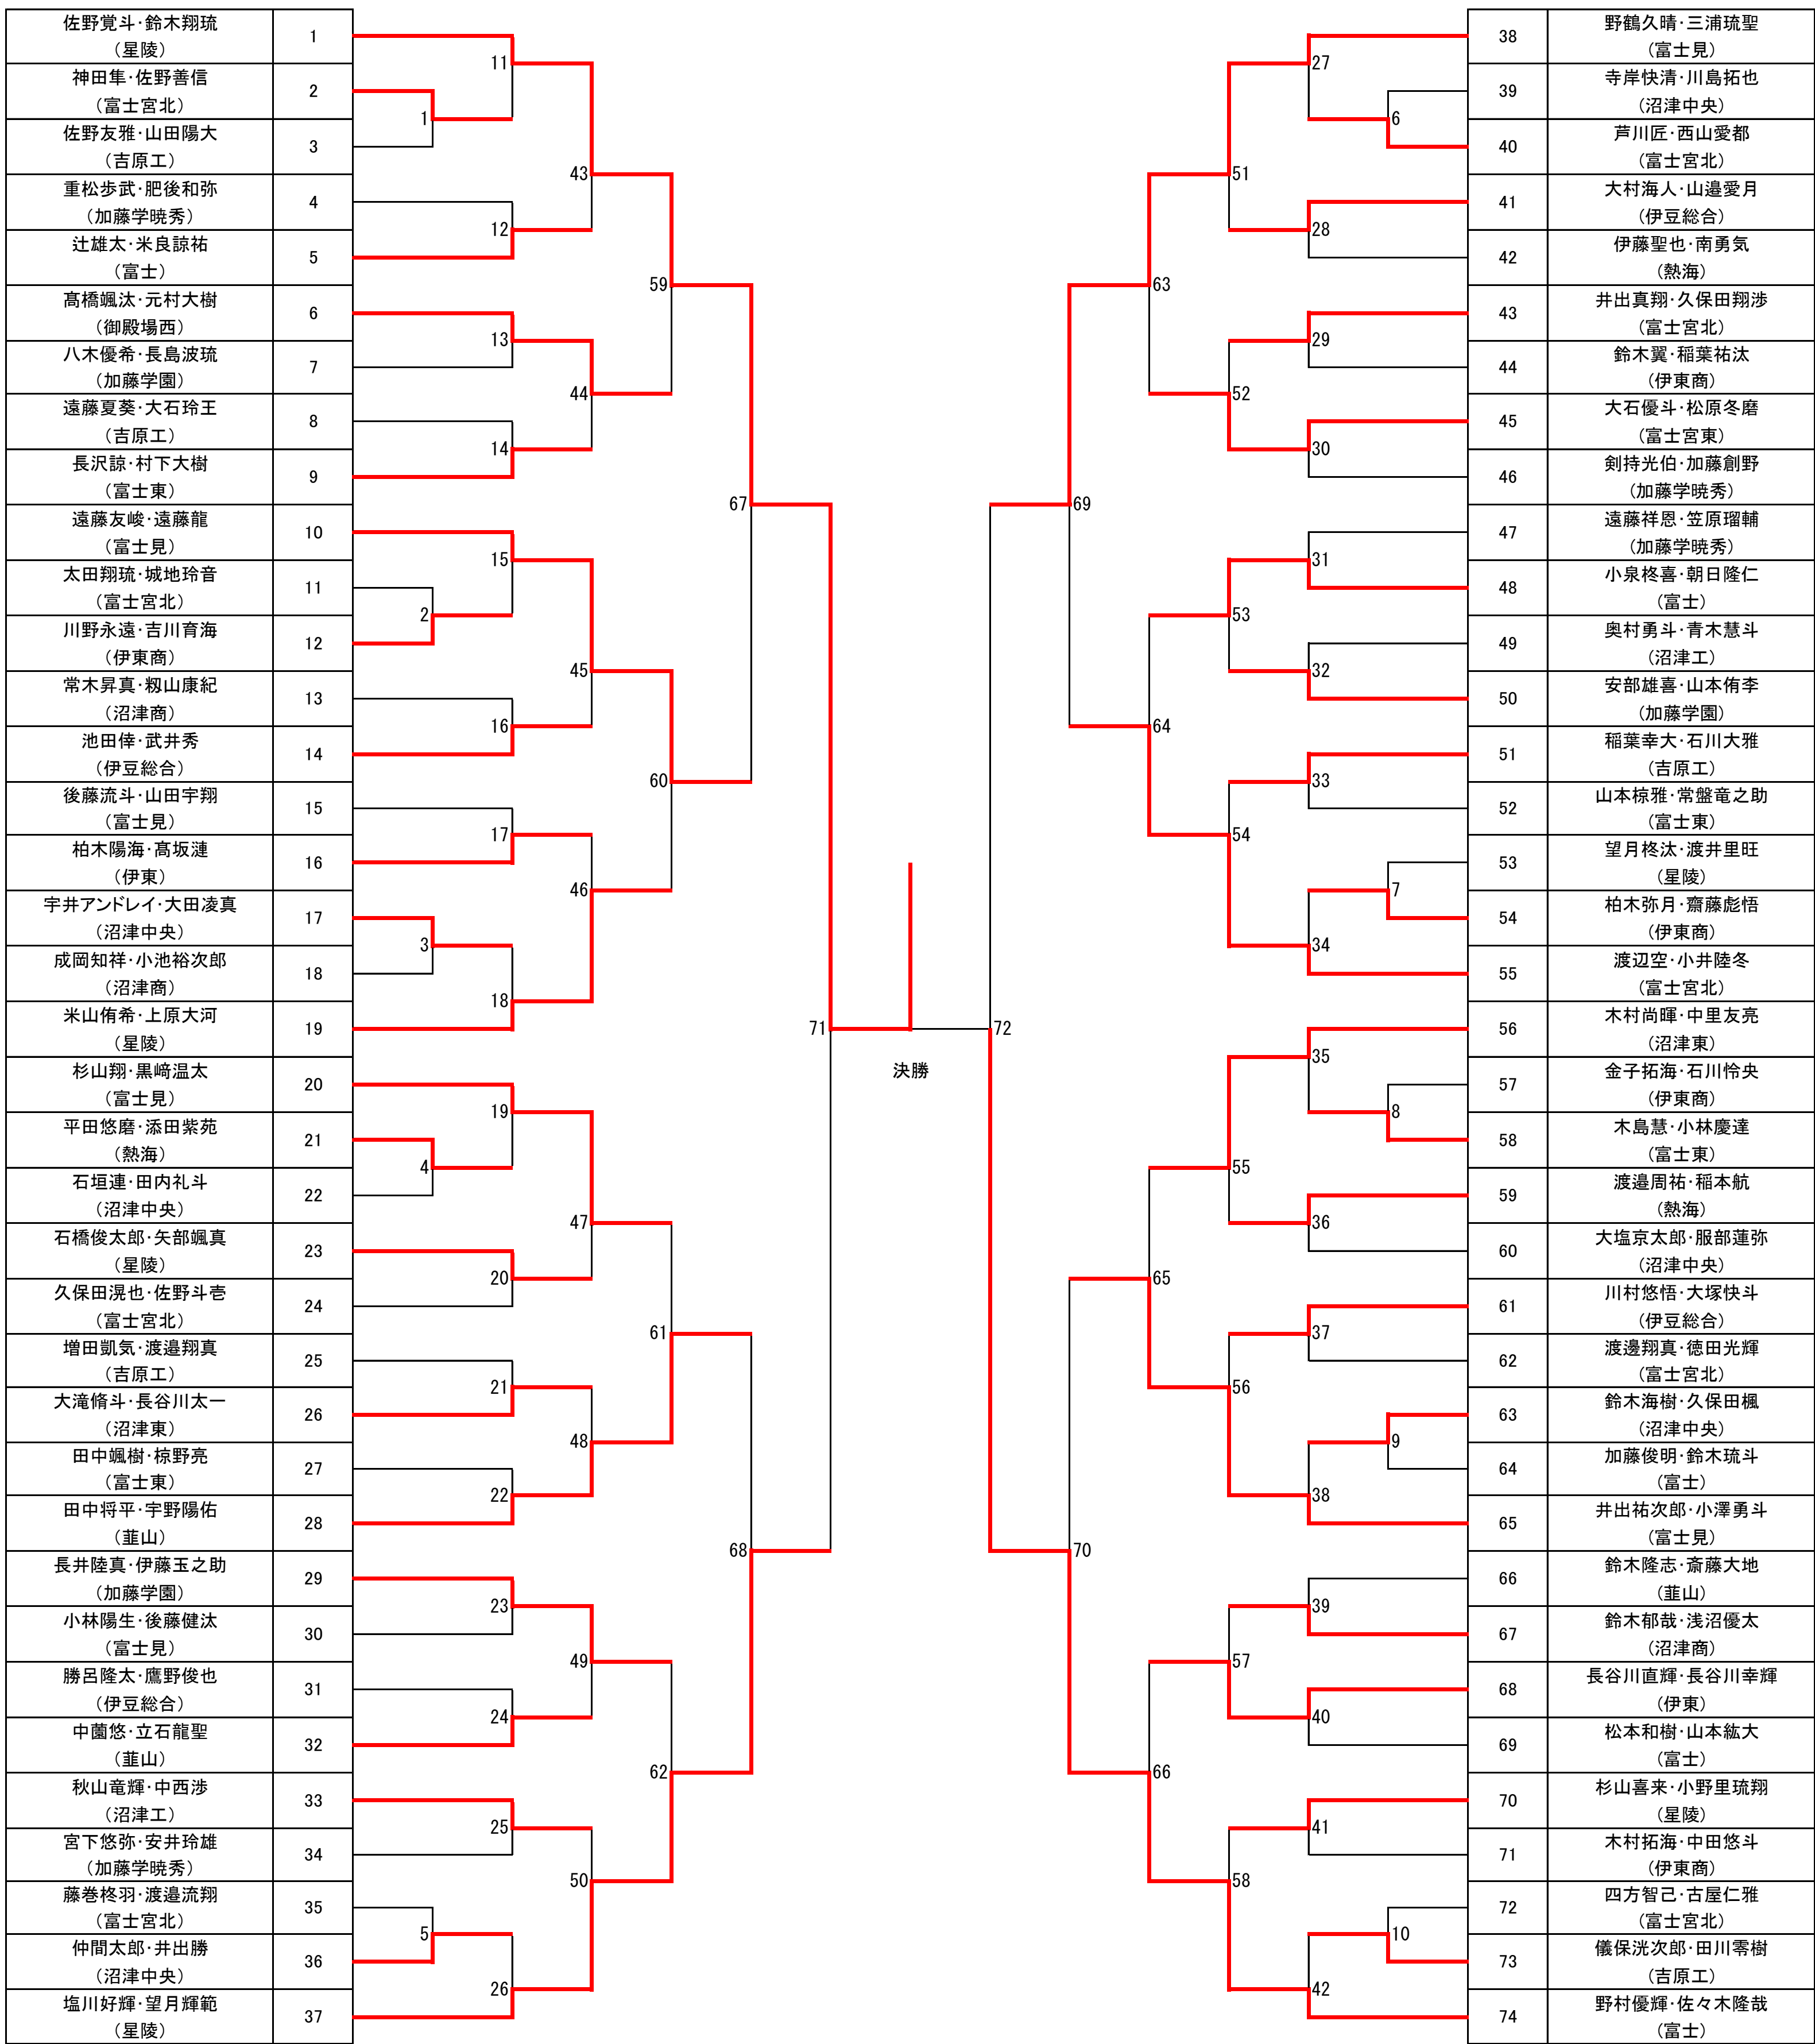 佐野覚斗・鈴木翔琉
（星陵）
1
神田隼・佐野善信
（富士宮北）
2
佐野友雅・山田陽大
（吉原工）
3
重松歩武・肥後和弥
（加藤学暁秀）
4
辻雄太・米良諒祐
（富士）
5
髙橋颯汰・元村大樹
（御殿場西）
6
八木優希・長島波琉
（加藤学園）
7
遠藤夏葵・大石玲王
（吉原工）
8
長沢諒・村下大樹
（富士東）
9
遠藤友峻・遠藤龍
（富士見）
10
太田翔琉・城地玲音
（富士宮北）
11
川野永遠・吉川育海
（伊東商）
12
常木昇真・籾山康紀
（沼津商）
13
池田倖・武井秀
（伊豆総合）
14
後藤流斗・山田宇翔
（富士見）
15
柏木陽海・髙坂漣
（伊東）
16
宇井アンドレイ・大田凌真
（沼津中央）
17
成岡知祥・小池裕次郎
（沼津商）
18
米山侑希・上原大河
（星陵）
19
杉山翔・黒﨑温太
（富士見）
20
平田悠磨・添田紫苑
（熱海）
21
石垣連・田内礼斗
（沼津中央）
22
石橋俊太郎・矢部颯真
（星陵）
23
久保田滉也・佐野斗壱
（富士宮北）
24
増田凱気・渡邉翔真
（吉原工）
25
大滝脩斗・長谷川太一
（沼津東）
26
田中颯樹・椋野亮
（富士東）
27
田中将平・宇野陽佑
（韮山）
28
長井陸真・伊藤玉之助
（加藤学園）
29
小林陽生・後藤健汰
（富士見）
30
勝呂隆太・鷹野俊也
（伊豆総合）
31
中薗悠・立石龍聖
（韮山）
32
秋山竜輝・中西渉
（沼津工）
33
宮下悠弥・安井玲雄
（加藤学暁秀）
34
藤巻柊羽・渡邉流翔
（富士宮北）
35
仲間太郎・井出勝
（沼津中央）
36
塩川好輝・望月輝範
（星陵）
37
1
2
3
4
5
11
12
13
14
15
16
17
18
19
20
21
22
23
24
25
26
43
44
45
46
47
48
49
50
59
60
61
62
67
68
71
決勝
72
69
70
63
64
65
66
51
52
53
54
55
56
57
58
27
28
29
30
31
32
33
34
35
36
37
38
39
40
41
42
6
7
8
9
10
38
野鶴久晴・三浦琉聖
（富士見）
39
寺岸快清・川島拓也
（沼津中央）
40
芦川匠・西山愛都
（富士宮北）
41
大村海人・山邉愛月
（伊豆総合）
42
伊藤聖也・南勇気
（熱海）
43
井出真翔・久保田翔渉
（富士宮北）
44
鈴木翼・稲葉祐汰
（伊東商）
45
大石優斗・松原冬磨
（富士宮東）
46
剣持光伯・加藤創野
（加藤学暁秀）
47
遠藤祥恩・笠原瑠輔
（加藤学暁秀）
48
小泉柊喜・朝日隆仁
（富士）
49
奥村勇斗・青木慧斗
（沼津工）
50
安部雄喜・山本侑李
（加藤学園）
51
稲葉幸大・石川大雅
（吉原工）
52
山本椋雅・常盤竜之助
（富士東）
53
望月柊汰・渡井里旺
（星陵）
54
柏木弥月・齋藤彪悟
（伊東商）
55
渡辺空・小井陸冬
（富士宮北）
56
木村尚暉・中里友亮
（沼津東）
57
金子拓海・石川怜央
（伊東商）
58
木島慧・小林慶達
（富士東）
59
渡邉周祐・稲本航
（熱海）
60
大塩京太郎・服部蓮弥
（沼津中央）
61
川村悠悟・大塚快斗
（伊豆総合）
62
渡邊翔真・徳田光輝
（富士宮北）
63
鈴木海樹・久保田楓
（沼津中央）
64
加藤俊明・鈴木琉斗
（富士）
65
井出祐次郎・小澤勇斗
（富士見）
66
鈴木隆志・斎藤大地
（韮山）
67
鈴木郁哉・浅沼優太
（沼津商）
68
長谷川直輝・長谷川幸輝
（伊東）
69
松本和樹・山本紘大
（富士）
70
杉山喜来・小野里琉翔
（星陵）
71
木村拓海・中田悠斗
（伊東商）
72
四方智己・古屋仁雅
（富士宮北）
73
儀保洸次郎・田川零樹
（吉原工）
74
野村優輝・佐々木隆哉
（富士）